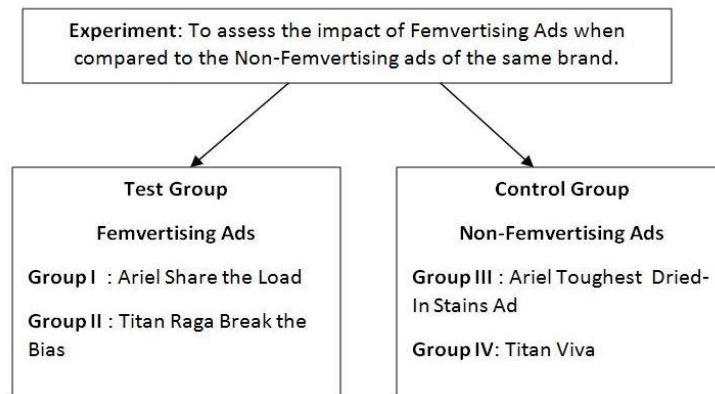 Experiment: To assess the impact of Femvertising Ads when
compared to the Non-Femvertising ads of the same brand.
Test Group
Femvertising Ads
Group I : Ariel Share the Load
Group II : Titan Raga Break the
Bias
Control Group
Non-Femvertising Ads
Group III : Ariel Toughest Dried-
In Stains Ad
Group IV: Titan Viva